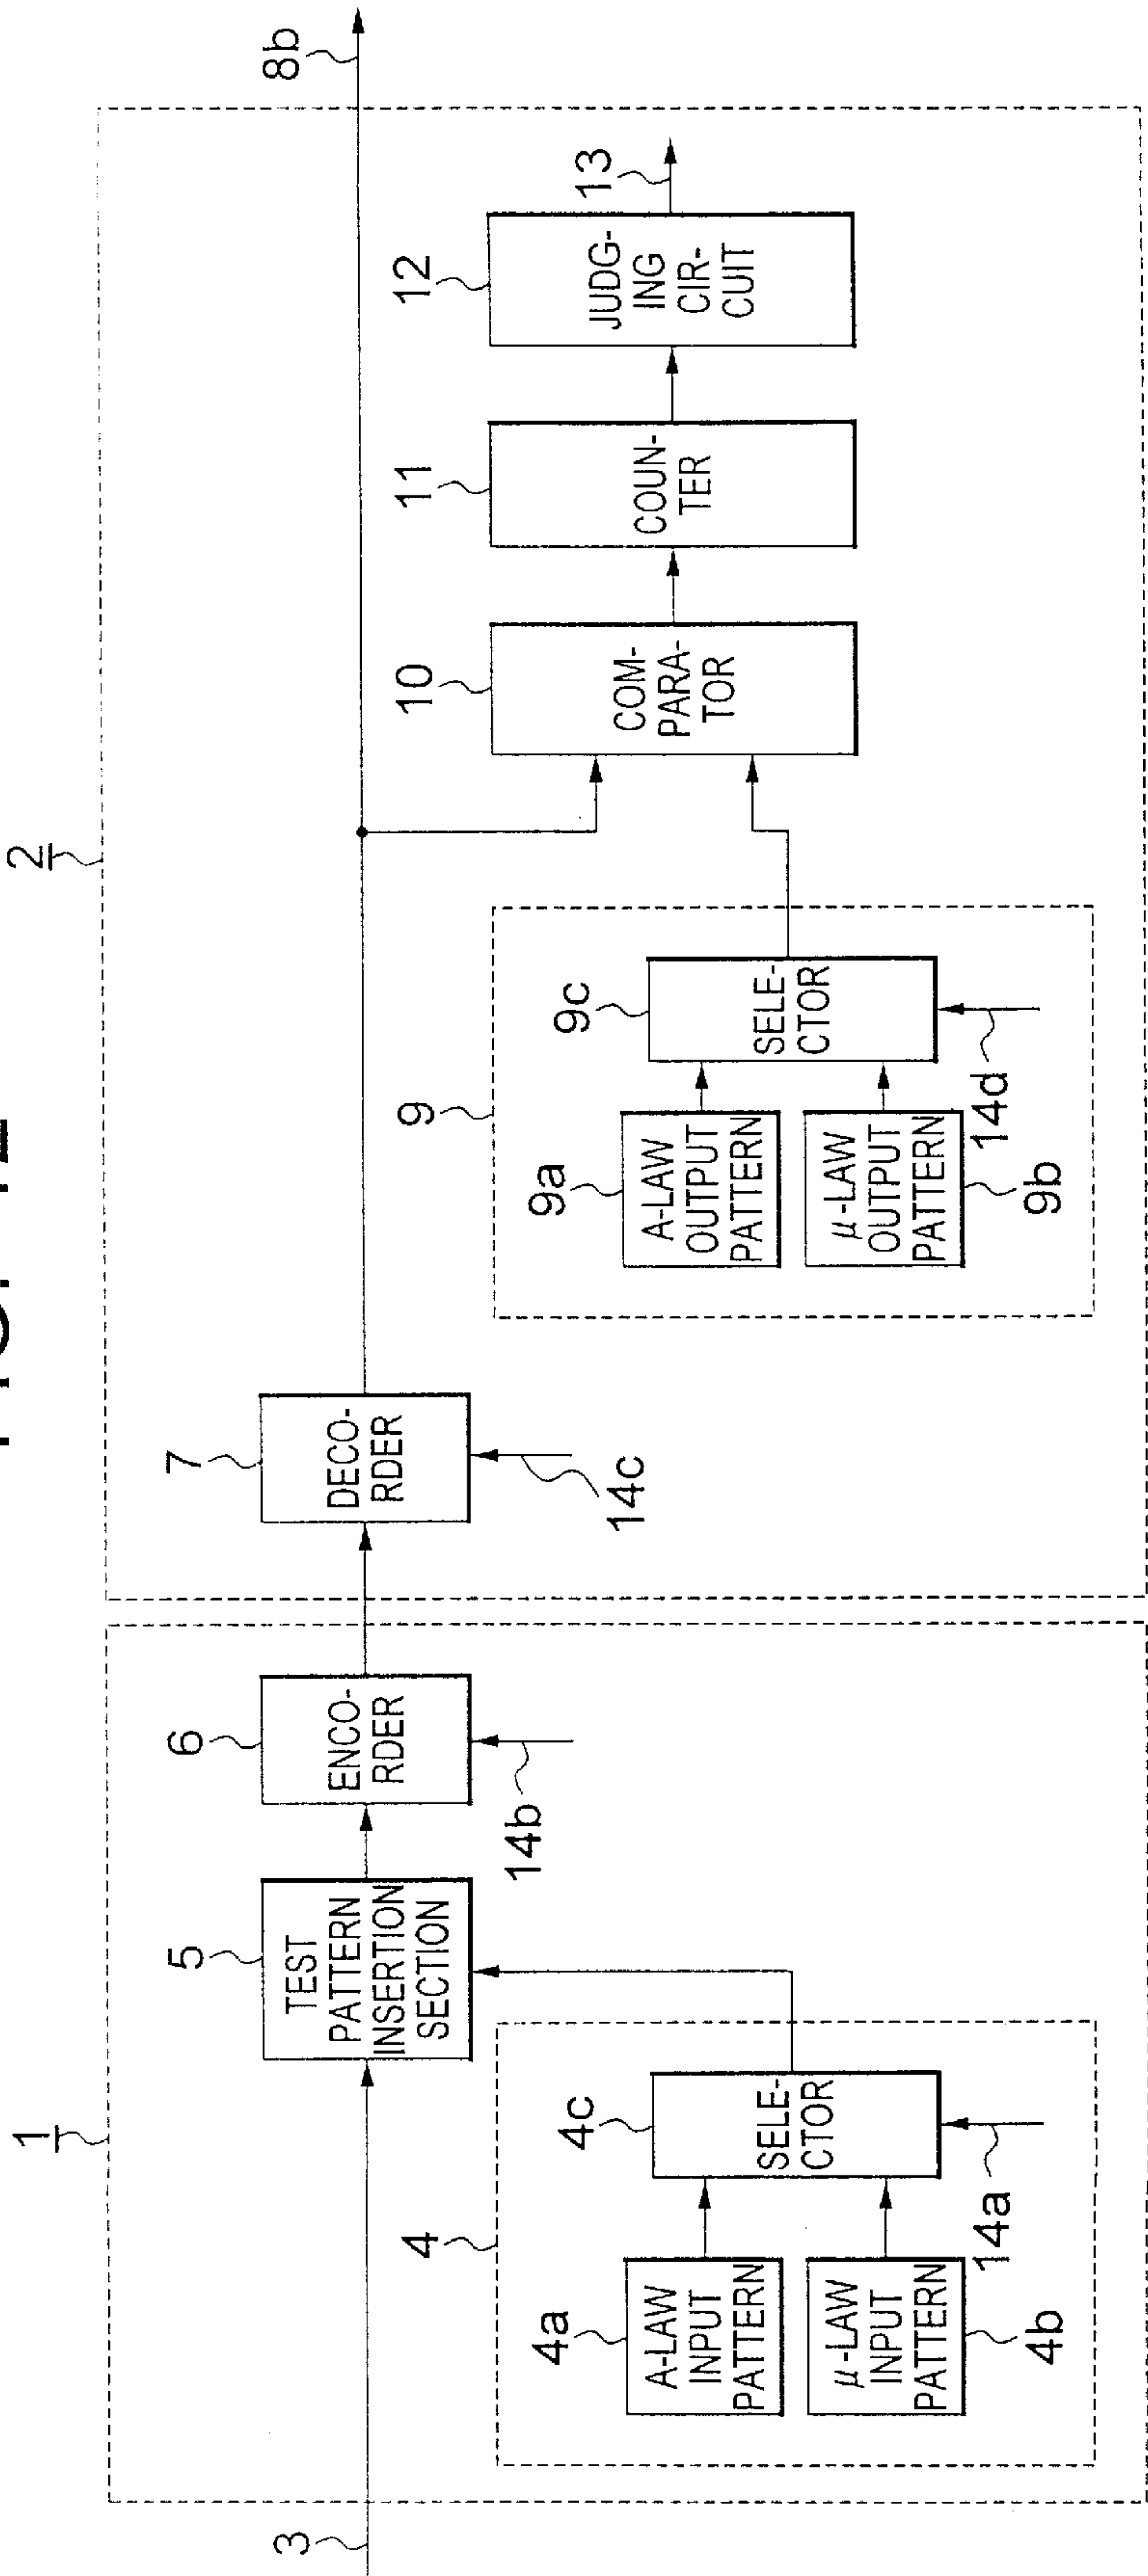 1
2
3
5
TEST
PATTERN
INSERTION
SECTION
6
ENCO-
RDER
14b
7
DECO-
RDER
14c
8b
4
4a
A-LAW
INPUT
PATTERN
μ-LAW
INPUT
PATTERN
4b
4c
SELE-
CTOR
14a
9
9a
A-LAW
OUTPUT
PATTERN
μ-LAW
OUTPUT
PATTERN
9b
9c
SELE-
CTOR
14d
10
COM-
PARA-
TOR
11
COUN-
TER
12
JUDG-
ING
CIR-
CUIT
13